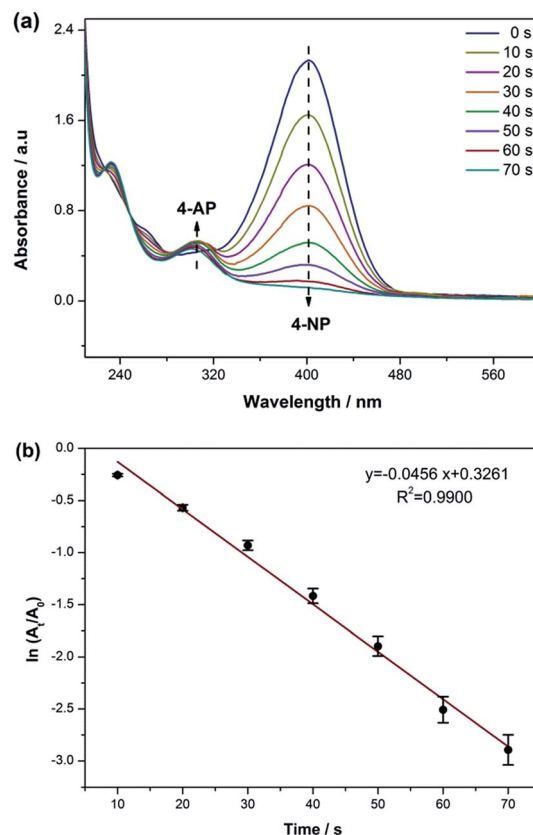 (a)
2.4
1.8
1.2
0.6
0.0
Absorbance / a.u
0 s
10 s
20 s
30 s
40 s
50 s
60 s
70 s
4-AP
4-NP
240 320 400 480 560
Wavelength / nm
(b)
0.0
-0.5
-1.0
-1.5
-2.0
-2.5
-3.0
ln (At/A0)
y=-0.0456 x+0.3261
R²=0.9900
10 20 30 40 50 60 70
Time / s